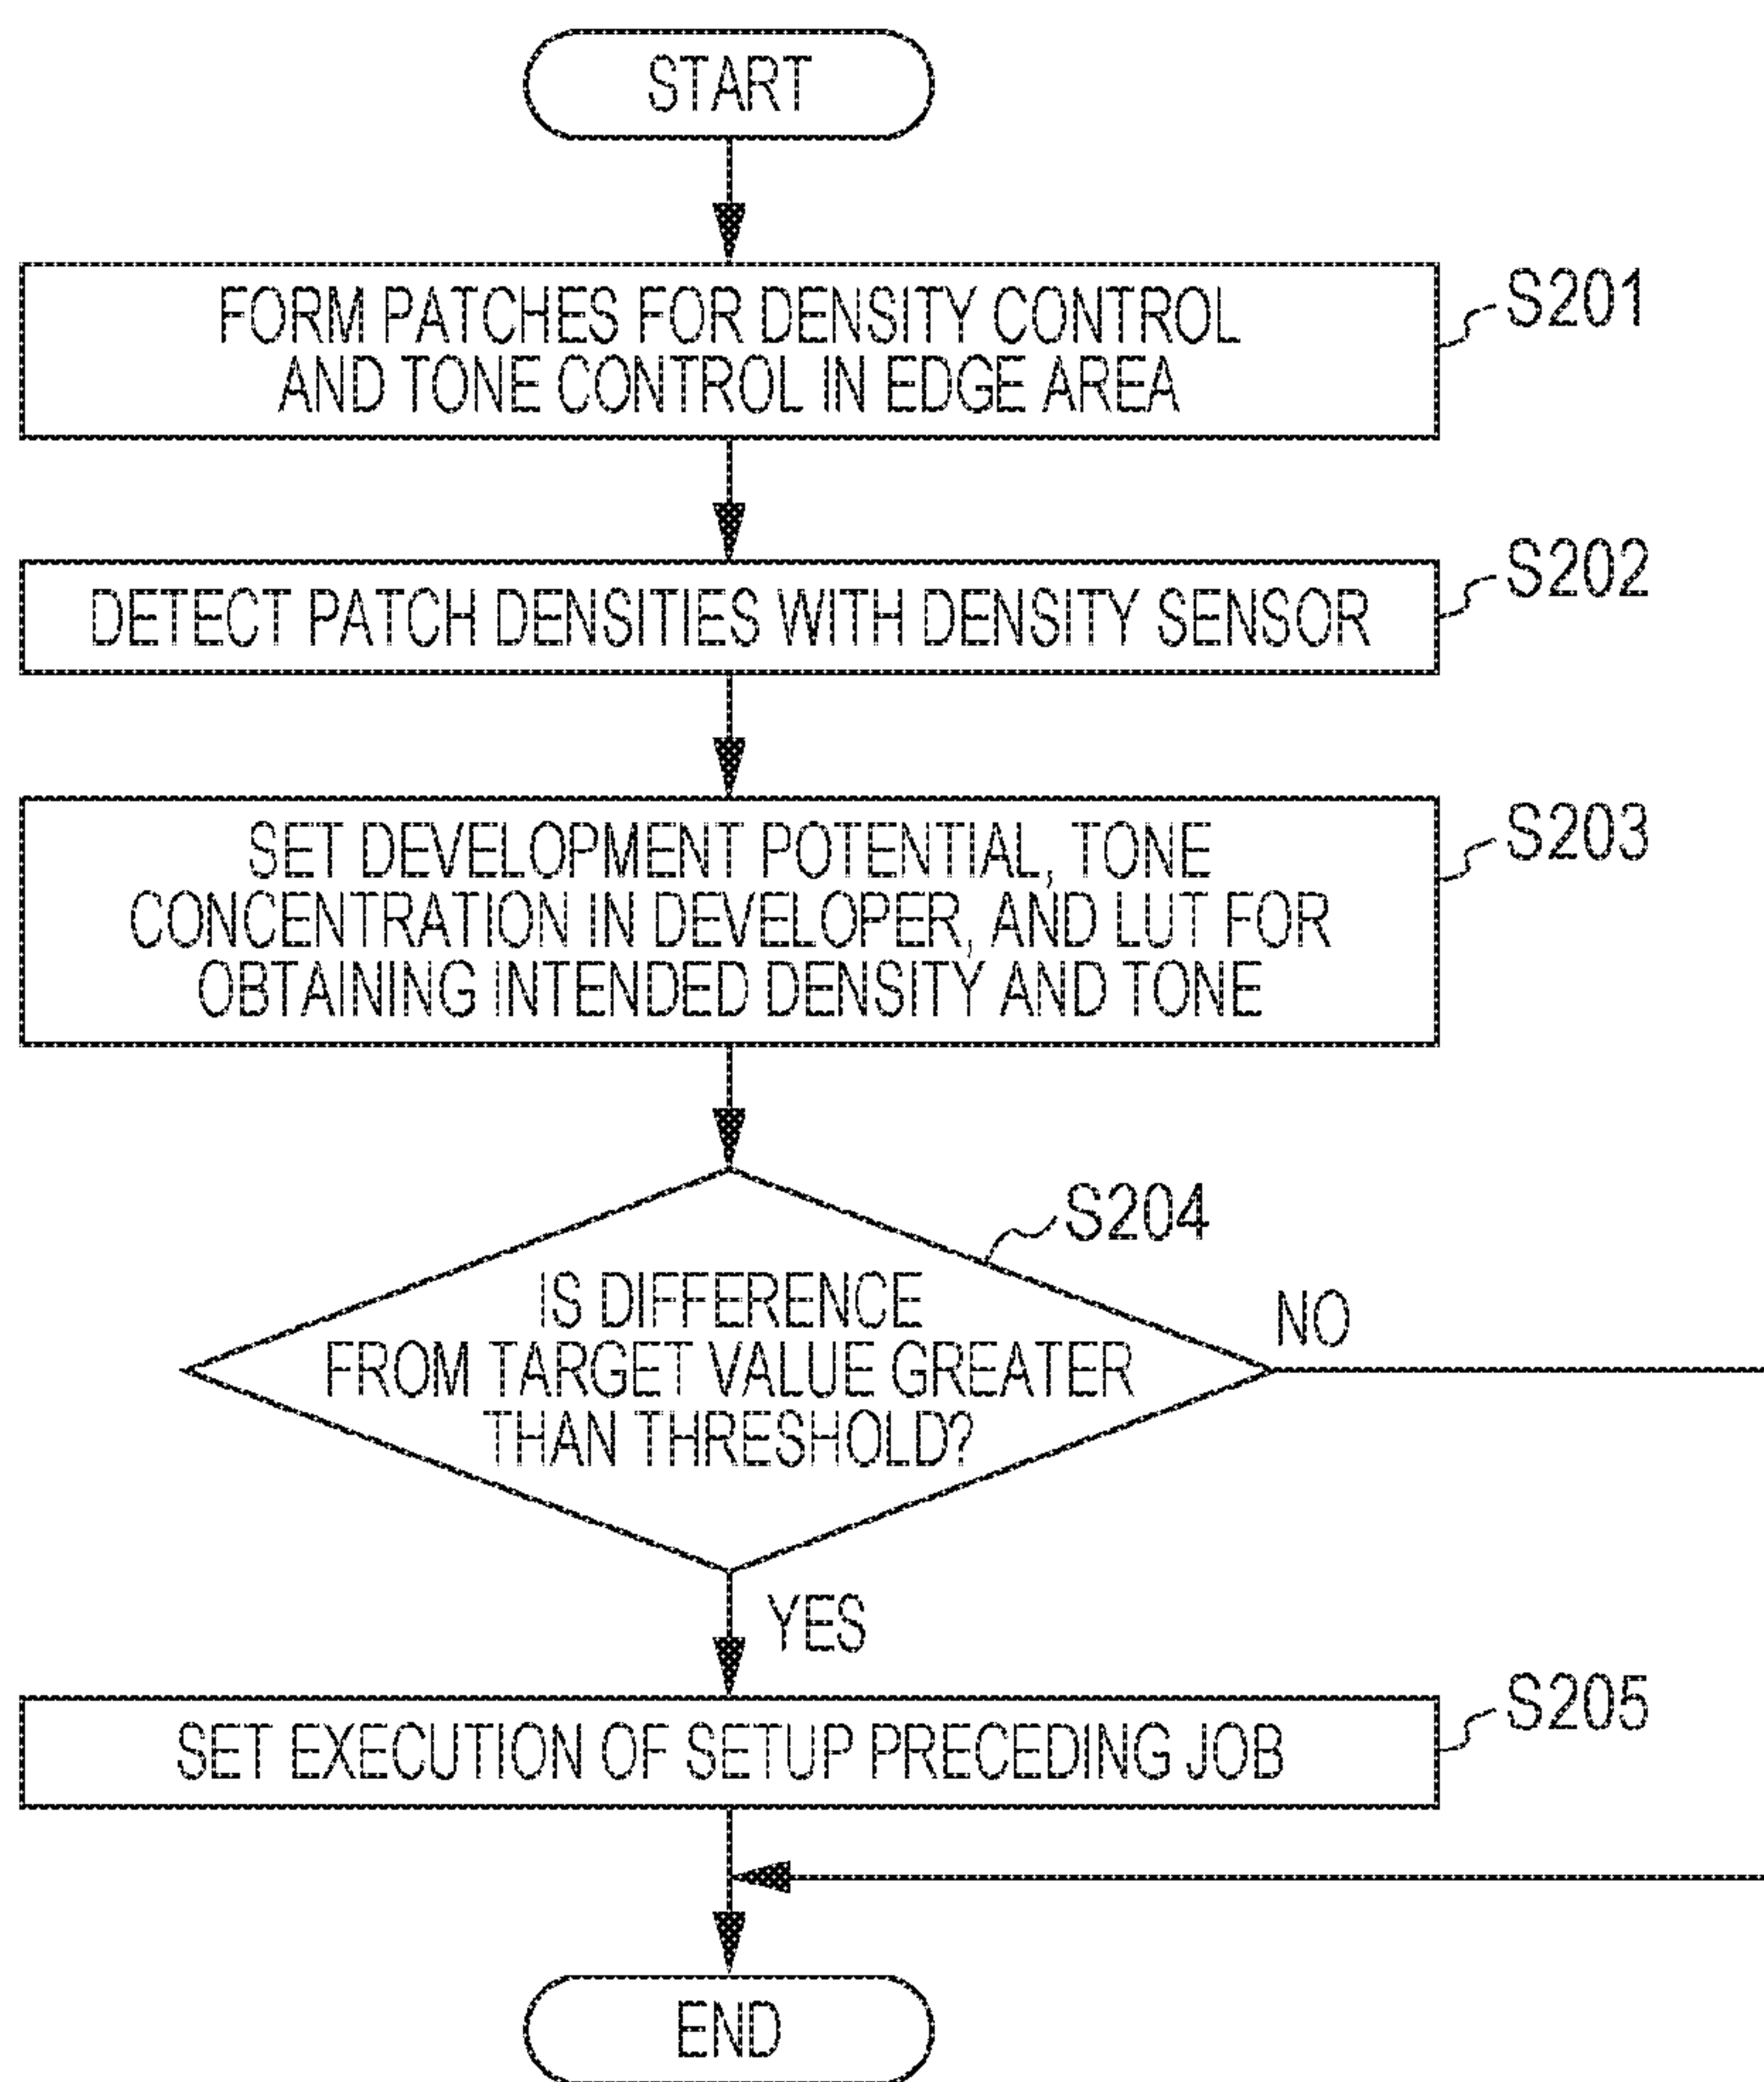 START
FORM PATCHES FOR DENSITY CONTROL
AND TONE CONTROL IN EDGE AREA
S201
DETECT PATCH DENSITIES WITH DENSITY SENSOR
S202
SET DEVELOPMENT POTENTIAL, TONE
CONCENTRATION IN DEVELOPER, AND LUT FOR
OBTAINING INTENDED DENSITY AND TONE
S203
S204
IS DIFFERENCE
FROM TARGET VALUE GREATER
THAN THRESHOLD?
NO
YES
SET EXECUTION OF SETUP PRECEDING JOB
S205
END